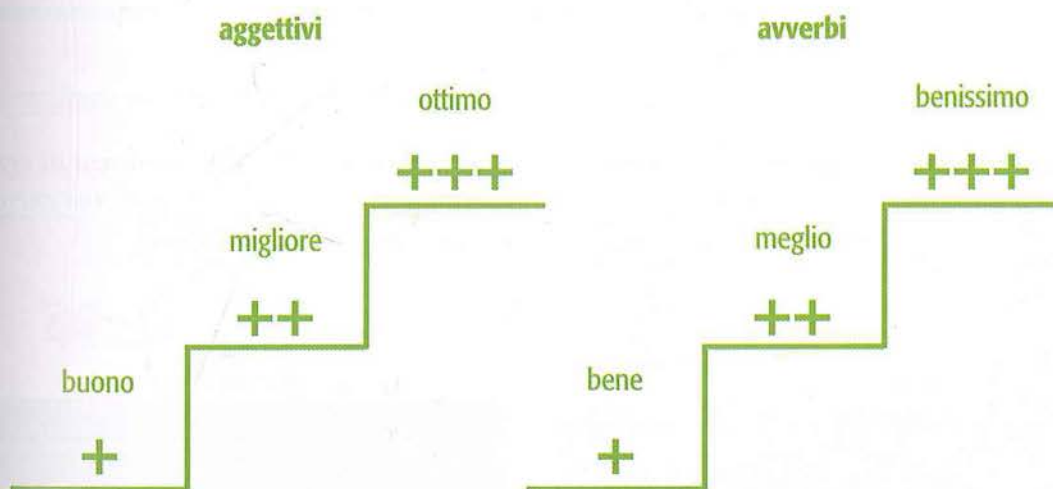 aggettivi
ottimo
+++
migliore
++
buono
+
avverbi
benissimo
+++
meglio
++
bene
+